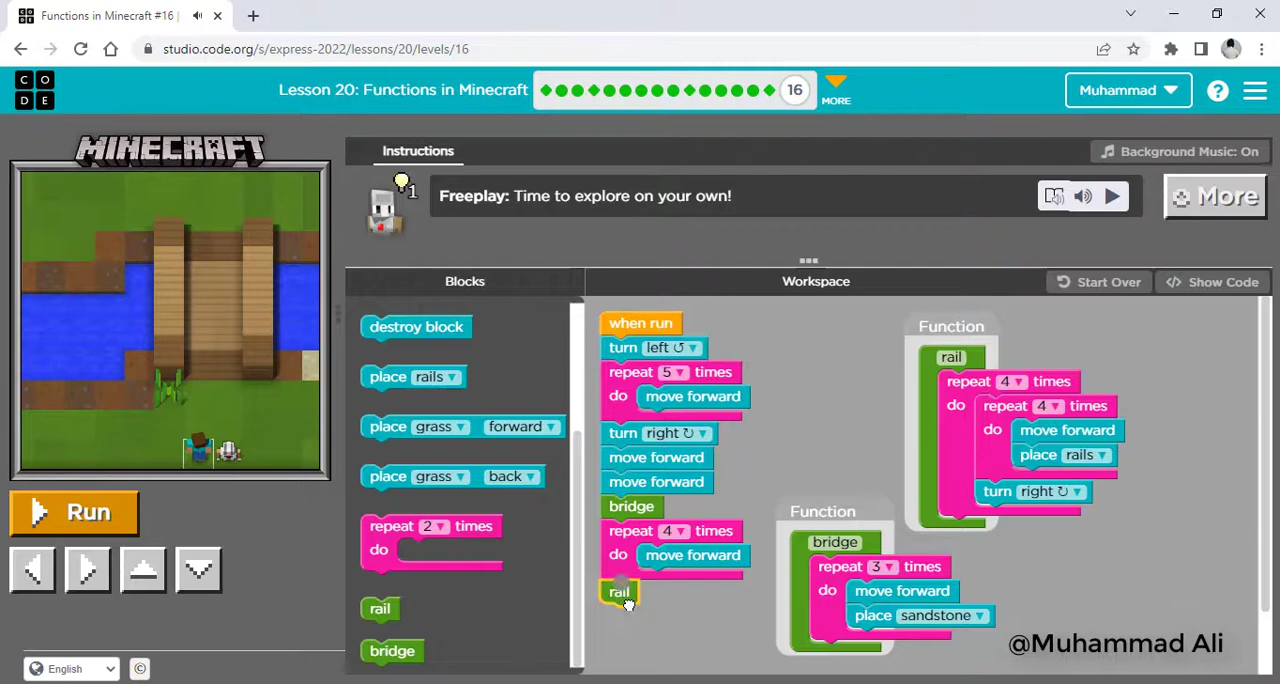 Functions in Minecraft #16 |
studio.code.org/s/express-2022/lessons/20/levels/16
C O
D E
Lesson 20: Functions in Minecraft
16
MORE
Muhammad
?
MINECRAFT
Instructions
Background Music: On
1
Freeplay: Time to explore on your own!
More
Blocks
Workspace
Start Over
Show Code
destroy block
place rails
place grass forward
place grass back
repeat 2 times
do
rail
bridge
when run
turn left
repeat 5 times
do move forward
turn right
move forward
move forward
bridge
repeat 4 times
do move forward
rail
Function
rail
repeat 4 times
do repeat 4 times
do move forward
place rails
turn right
Function
bridge
repeat 3 times
do move forward
place sandstone
Run
English
©
@Muhammad Ali